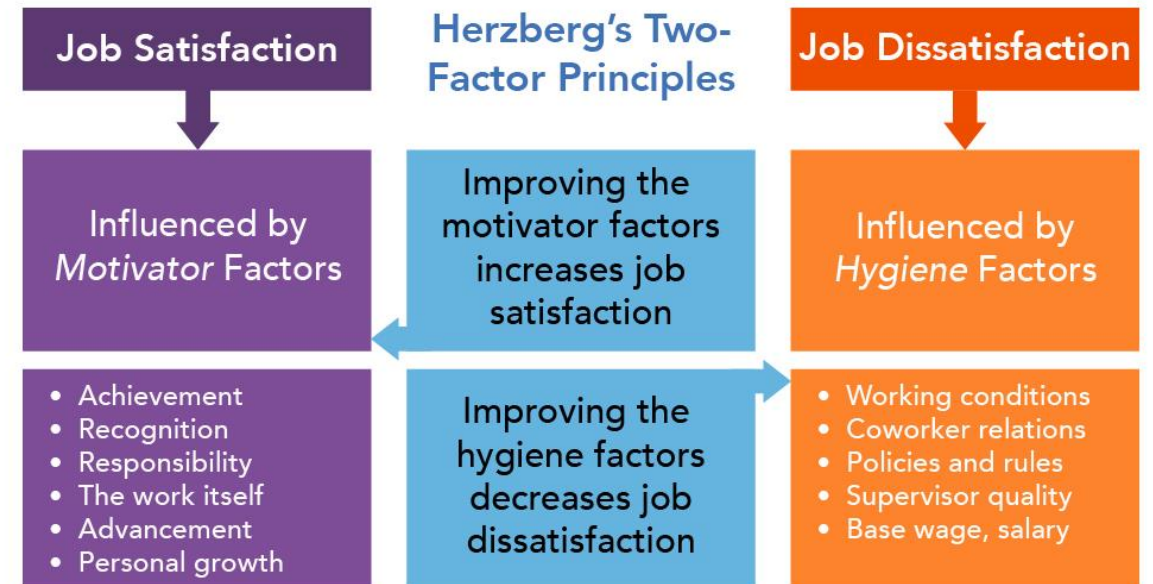 Job Satisfaction
Herzberg's Two-
Factor Principles
Job Dissatisfaction
Influenced by
Motivator Factors
Improving the
motivator factors
increases job
satisfaction
Influenced by
Hygiene Factors
• Achievement
• Recognition
• Responsibility
• The work itself
• Advancement
• Personal growth
Improving the
hygiene factors
decreases job
dissatisfaction
• Working conditions
• Coworker relations
• Policies and rules
• Supervisor quality
• Base wage, salary